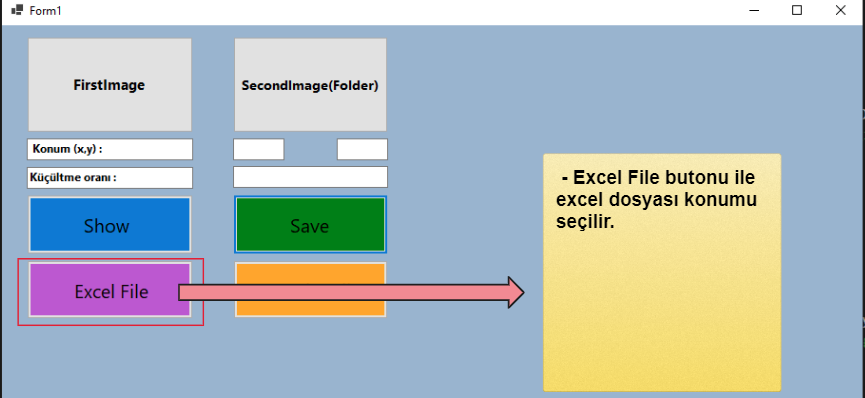 Form1
FirstImage
SecondImage(Folder)
Konum (x,y) :
Küçültme oranı :
Show
Save
Excel File
- Excel File butonu ile
excel dosyası konumu
seçilir.